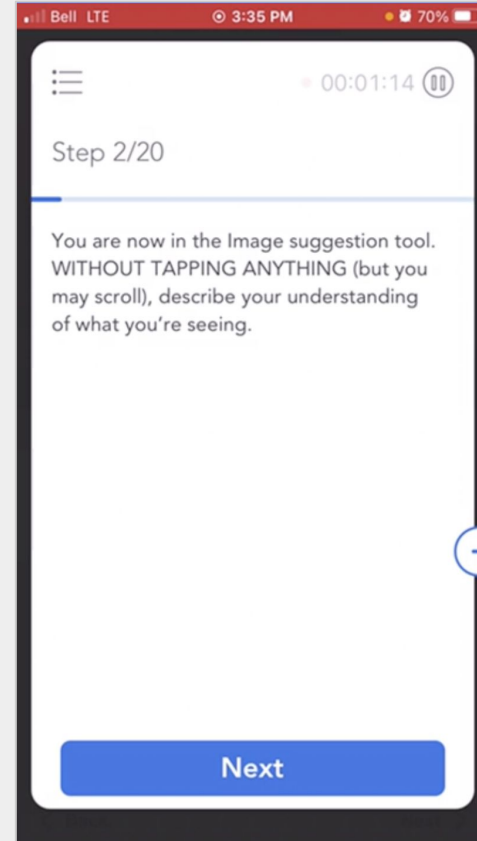 Bell LTE 3:35 PM 70%
00:01:14
Step 2/20
You are now in the Image suggestion tool.
WITHOUT TAPPING ANYTHING (but you
may scroll), describe your understanding
of what you're seeing.
Next